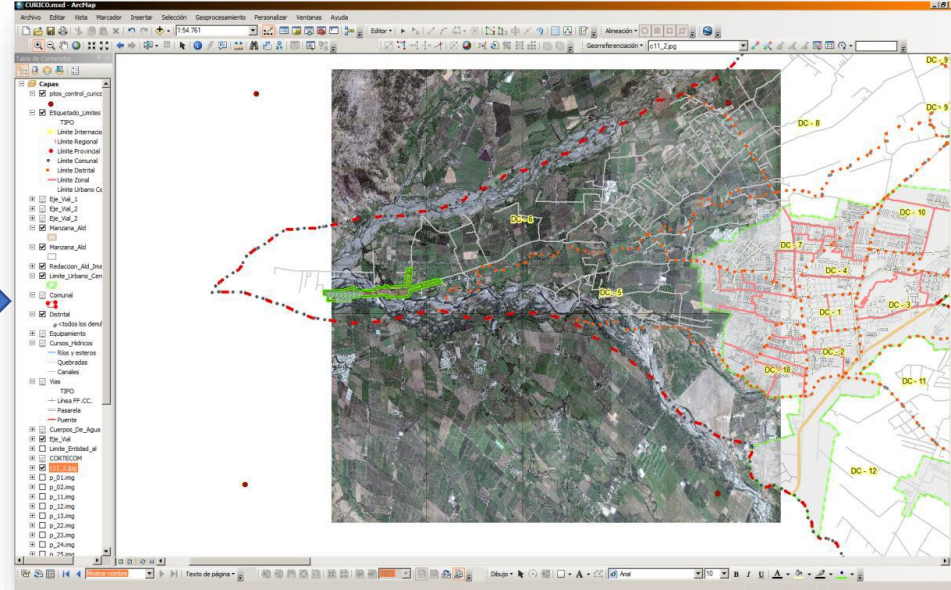 CURICO.mxd - ArcMap
Archivo Editar Vista Marcador Insertar Selección Geoprocesamiento Personalizar Ventanas Ayuda
1:54.761
Editor
Alineación
Georreferenciación
c11_2.jpg
Tabla de Contenidos
Capas
ptos_control_curico
Etiquetado_Limites
TIPO
Límite Internacio
Límite Regional
Límite Provincial
Límite Comunal
Límite Distrital
Límite Zonal
Límite Urbano Ce
Eje_Vial_1
Eje_Vial_2
Eje_Vial_2
Manzana_Ald
Manzana_Ald
Redaccion_Ald_Ima
Limite_Urbano_Cen
Comunal
Distrital
<todos los demá
Equipamiento
Cursos_Hidricos
Ríos y esteros
Quebradas
Canales
Vias
TIPO
Línea FF.CC.
Pasarela
Puente
Cuerpos_De_Agua
Eje_Vial
Limite_Entidad_al
CORTECOM
c11_2.jpg
p_01.img
p_02.img
p_11.img
p_12.img
p_13.img
p_22.img
p_23.img
p_24.img
p_25.img
DC - 9
DC - 8
DC - 9
DC - 10
DC - 6
DC - 7
DC - 4
DC - 5
DC - 3
DC - 1
DC - 2
DC - 18
DC - 11
DC - 12
Mostrar nombre
Texto de página
Dibujo
Arial
10
N K S